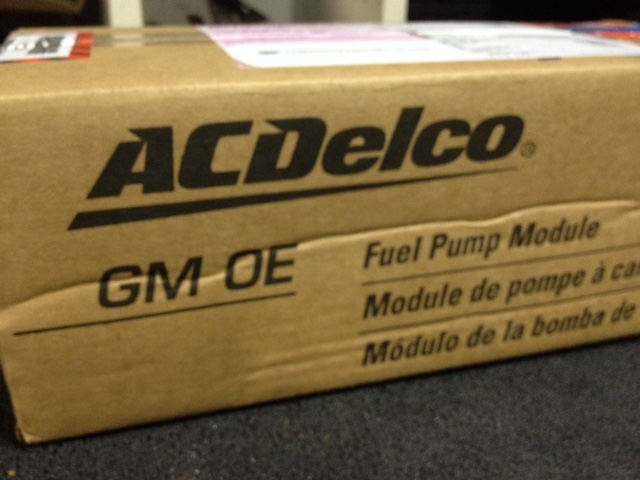 ACDelco®
GM OE
Fuel Pump Module
Module de pompe à
Módulo de la bomba de